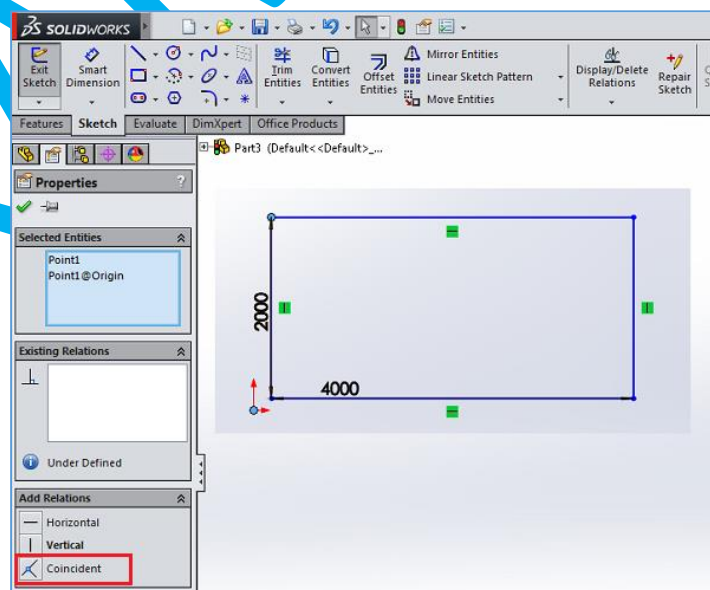 SOLIDWORKS
Exit Sketch
Smart Dimension
Trim Entities
Convert Entities
Offset Entities
Mirror Entities
Linear Sketch Pattern
Move Entities
Display/Delete Relations
Repair Sketch
Features Sketch Evaluate DimXpert Office Products
Part3 (Default<<Default>_...
Properties ?
Selected Entities
Point1
Point1@Origin
Existing Relations
Under Defined
Add Relations
Horizontal
Vertical
Coincident
2000
4000